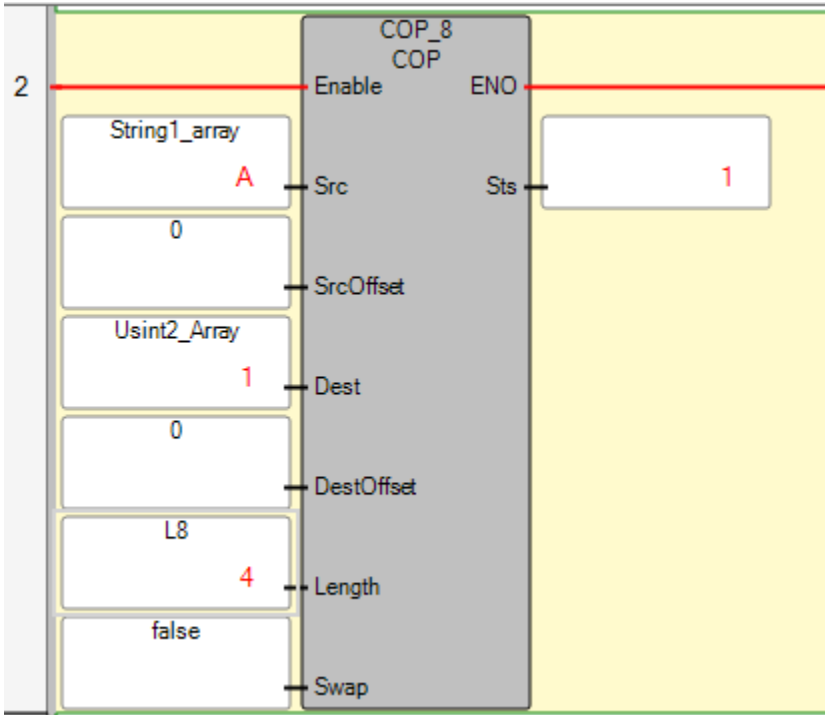 COP_8
COP
2
Enable ENO
String1_array
A
Src Sts
1
0
SrcOffset
Usint2_Array
1
Dest
0
DestOffset
L8
4
Length
false
Swap